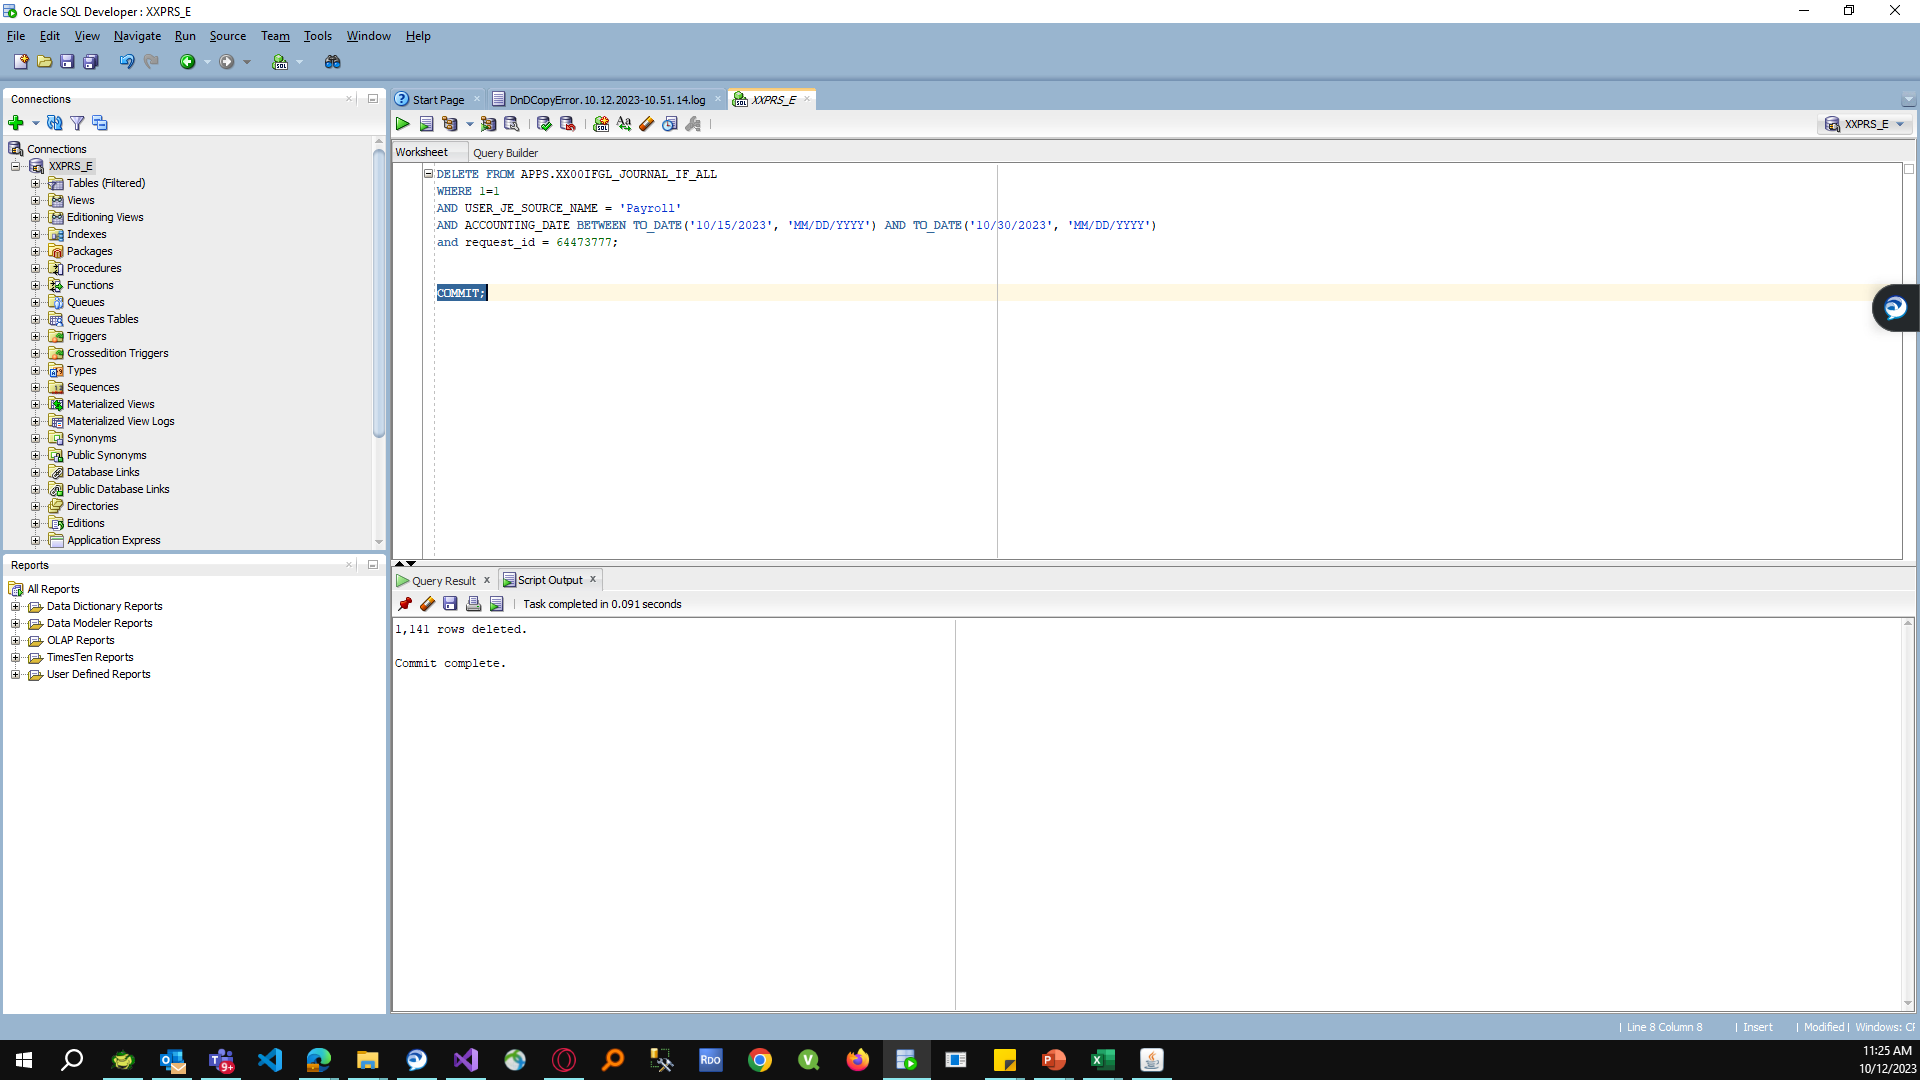 Oracle SQL Developer : XXPRS_E
File Edit View Navigate Run Source Team Tools Window Help
Connections
Connections
XXPRS_E
Tables (Filtered)
Views
Editioning Views
Indexes
Packages
Procedures
Functions
Queues
Queues Tables
Triggers
Crossedition Triggers
Types
Sequences
Materialized Views
Materialized View Logs
Synonyms
Public Synonyms
Database Links
Public Database Links
Directories
Editions
Application Express
Reports
All Reports
Data Dictionary Reports
Data Modeler Reports
OLAP Reports
TimesTen Reports
User Defined Reports
Start Page DnDCopyError.10.12.2023-10.51.14.log XXPRS_E
XXPRS_E
Worksheet Query Builder
DELETE FROM APPS.XX00IFGL_JOURNAL_IF_ALL
WHERE 1=1
AND USER_JE_SOURCE_NAME = 'Payroll'
AND ACCOUNTING_DATE BETWEEN TO_DATE('10/15/2023', 'MM/DD/YYYY') AND TO_DATE('10/30/2023', 'MM/DD/YYYY')
and request_id = 64473777;
COMMIT;
Query Result Script Output
Task completed in 0.091 seconds
1,141 rows deleted.
Commit complete.
Line 8 Column 8 Insert Modified Windows: CF
9+ RDO
11:25 AM
10/12/2023